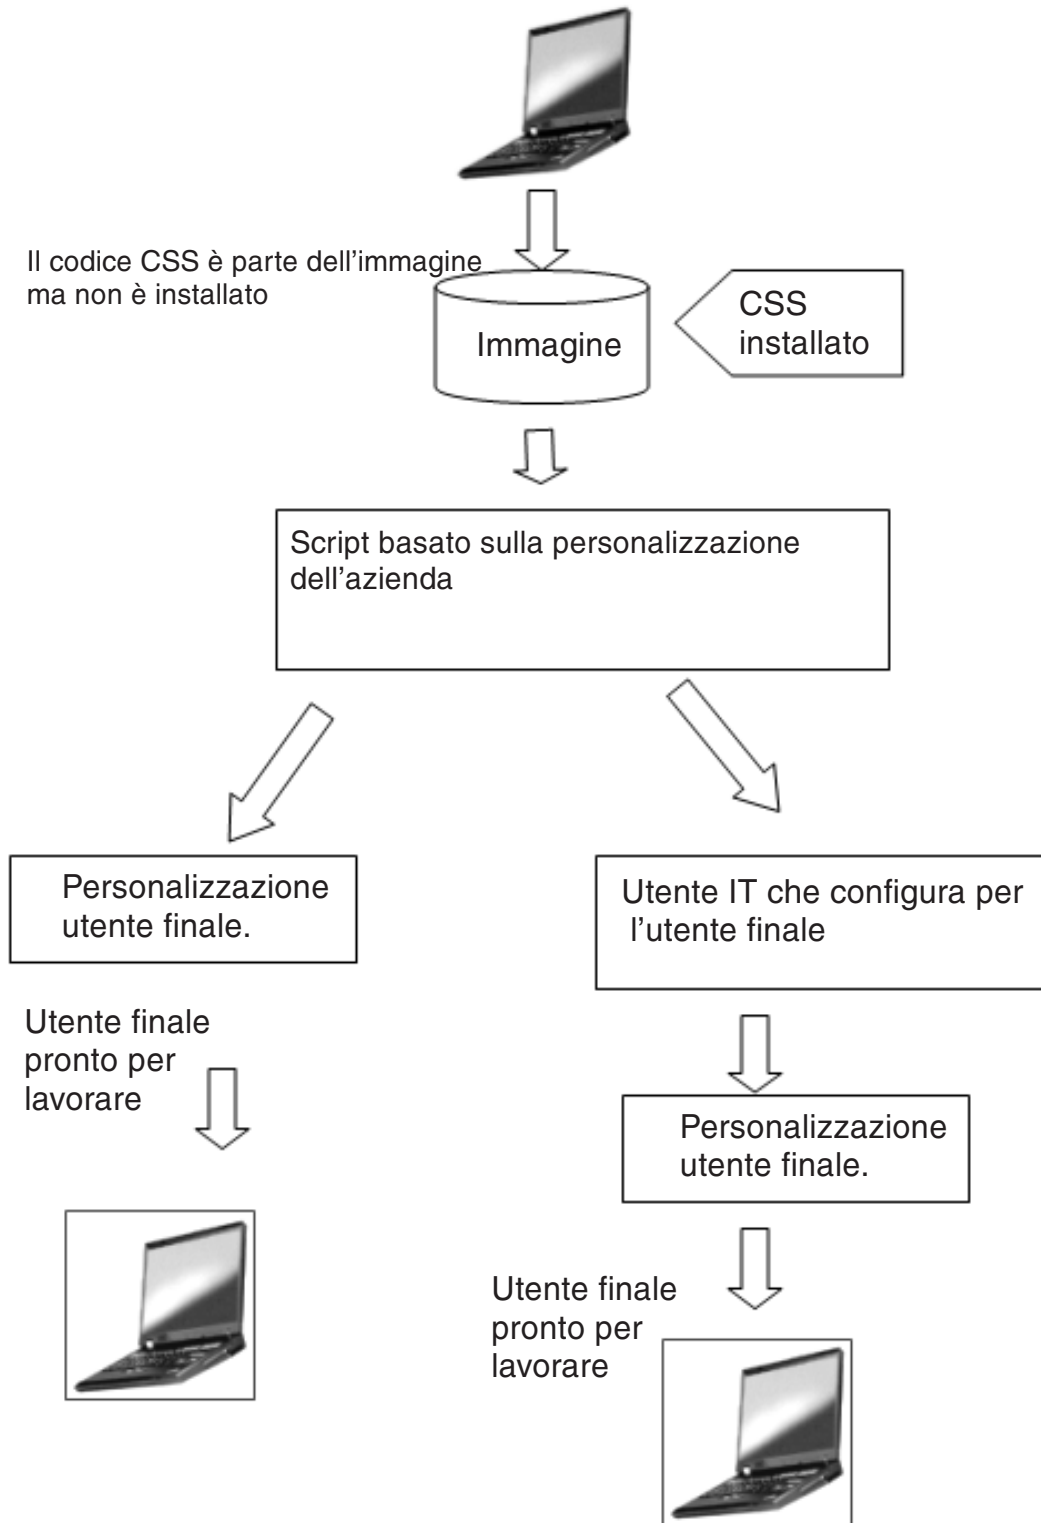 Il codice CSS è parte dell'immagine
ma non è installato
Immagine
CSS
installato
Script basato sulla personalizzazione
dell'azienda
Personalizzazione
utente finale.
Utente IT che configura per
l'utente finale
Utente finale
pronto per
lavorare
Personalizzazione
utente finale.
Utente finale
pronto per
lavorare